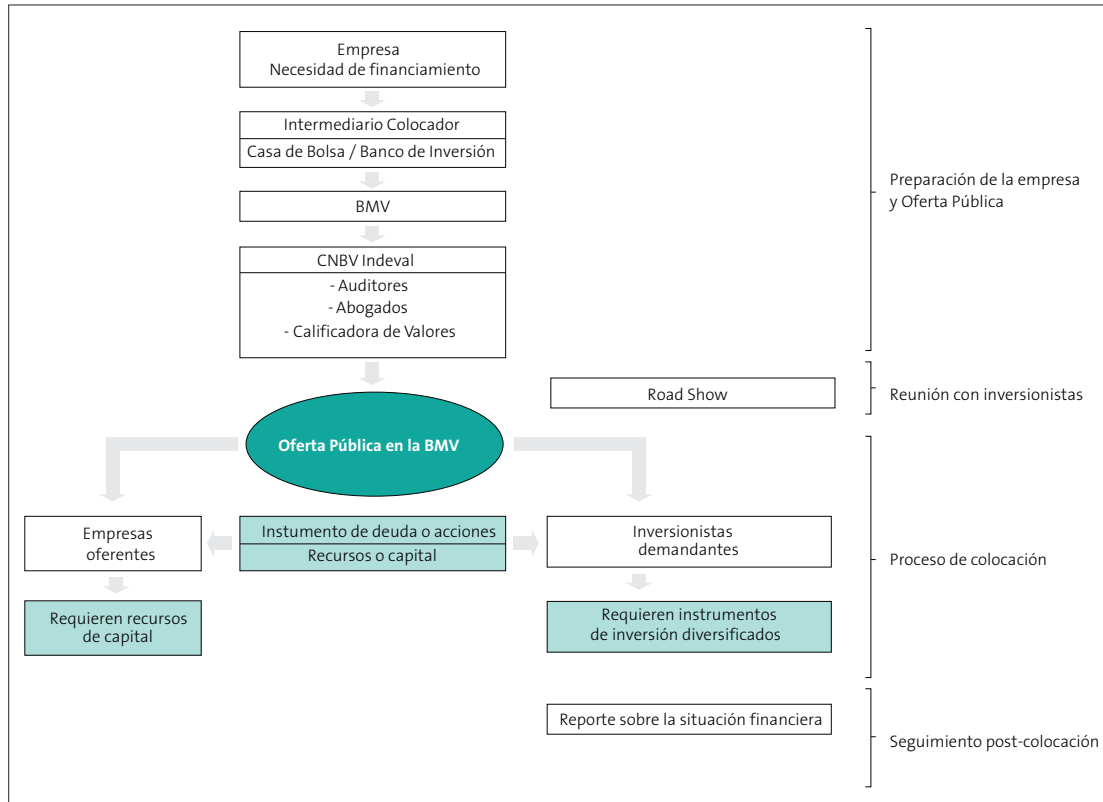 Empresa
Necesidad de financiamiento
Intermediario Colocador
Casa de Bolsa / Banco de Inversión
BMV
CNBV Indeval
- Auditores
- Abogados
- Calificadora de Valores
Preparación de la empresa
y Oferta Pública
Road Show
Reunión con inversionistas
Oferta Pública en la BMV
Empresas
oferentes
Instumento de deuda o acciones
Recursos o capital
Inversionistas
demandantes
Proceso de colocación
Requieren recursos
de capital
Requieren instrumentos
de inversión diversificados
Reporte sobre la situación financiera
Seguimiento post-colocación